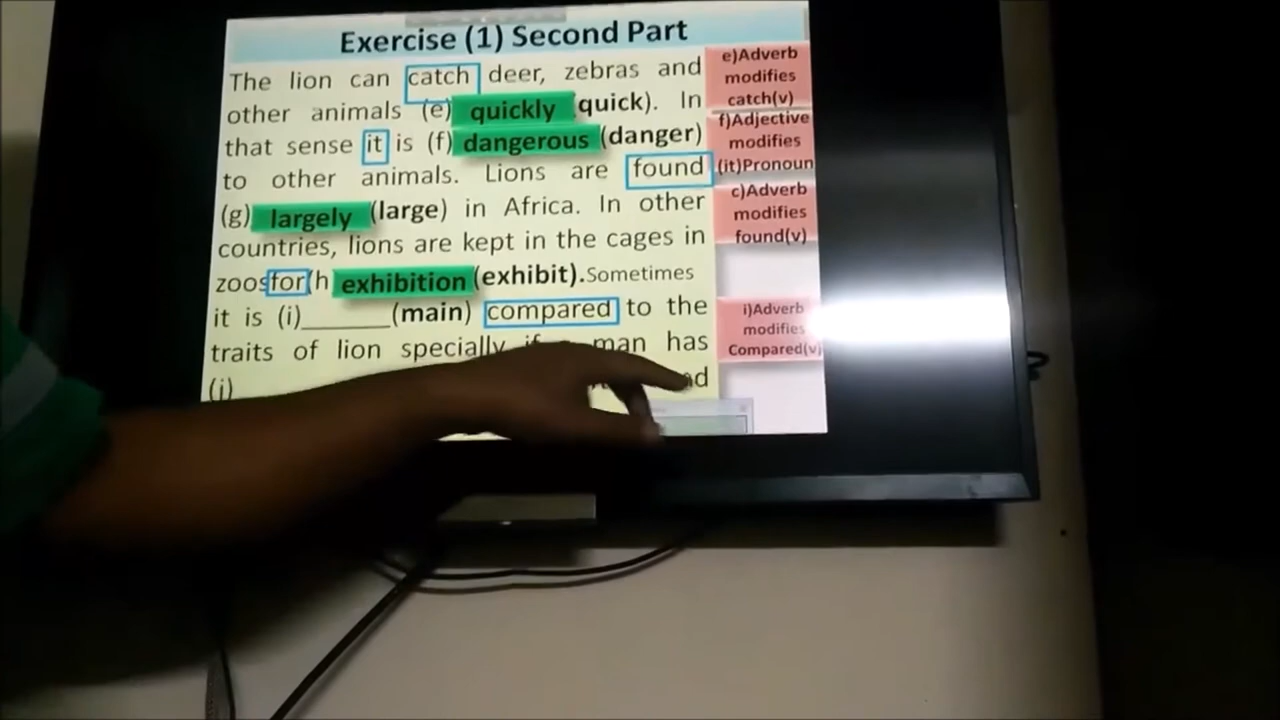 Exercise (1) Second Part
The lion can catch deer, zebras and
other animals (e) quickly (quick). In
that sense it is (f) dangerous (danger)
to other animals. Lions are found
(g) largely (large) in Africa. In other
countries, lions are kept in the cages in
zoos for (h exhibition (exhibit). Sometimes
it is (i)______(main) compared to the
traits of lion specially man has
(j)
e)Adverb
modifies
catch(v)
f)Adjective
modifies
(it)Pronoun
c)Adverb
modifies
found(v)
i)Adverb
modifies
Compared(v)